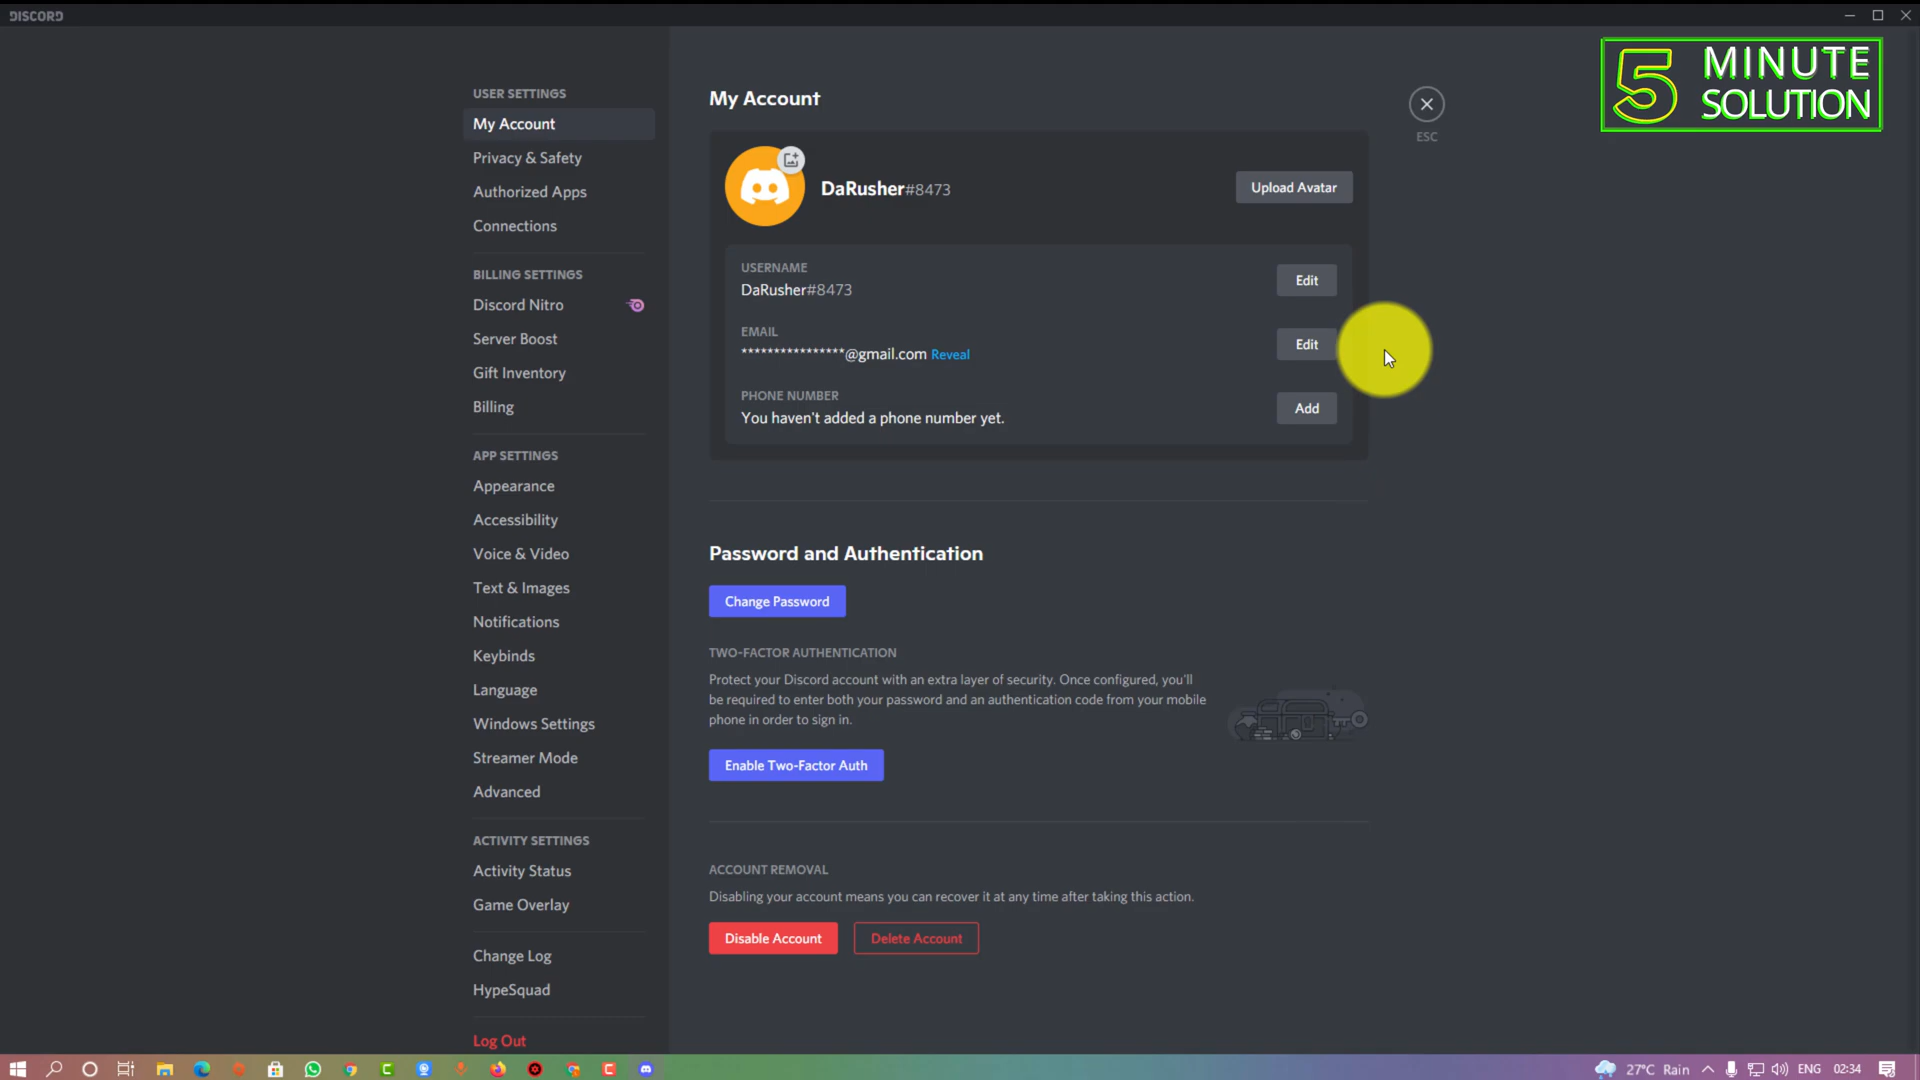 DISCORD
5 MINUTE
SOLUTION
USER SETTINGS
My Account
Privacy & Safety
Authorized Apps
Connections
BILLING SETTINGS
Discord Nitro
Server Boost
Gift Inventory
Billing
APP SETTINGS
Appearance
Accessibility
Voice & Video
Text & Images
Notifications
Keybinds
Language
Windows Settings
Streamer Mode
Advanced
ACTIVITY SETTINGS
Activity Status
Game Overlay
Change Log
HypeSquad
Log Out
My Account
ESC
DaRusher#8473
Upload Avatar
USERNAME
DaRusher#8473
Edit
EMAIL
****************@gmail.com Reveal
Edit
PHONE NUMBER
You haven't added a phone number yet.
Add
Password and Authentication
Change Password
TWO-FACTOR AUTHENTICATION
Protect your Discord account with an extra layer of security. Once configured, you'll
be required to enter both your password and an authentication code from your mobile
phone in order to sign in.
Enable Two-Factor Auth
ACCOUNT REMOVAL
Disabling your account means you can recover it at any time after taking this action.
Disable Account
Delete Account
27°C Rain
ENG
02:34